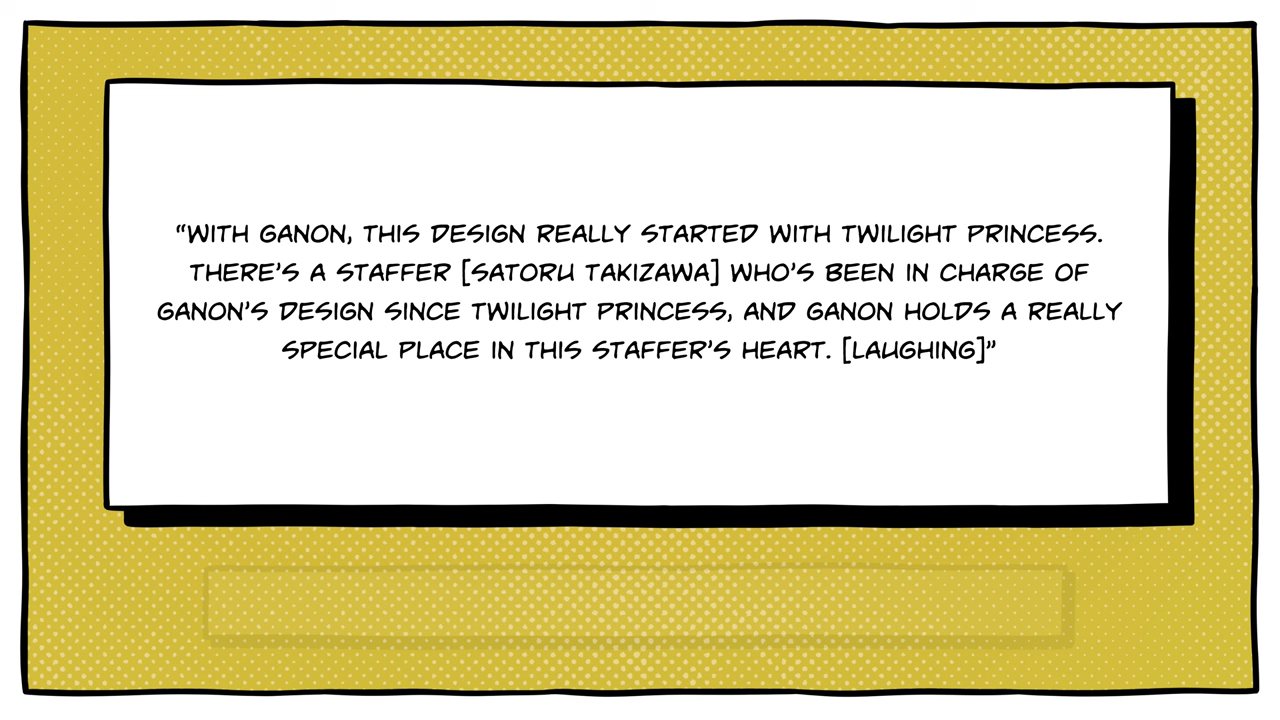 “WITH GANON, THIS DESIGN REALLY STARTED WITH TWILIGHT PRINCESS.
THERE’S A STAFFER [SATORU TAKIZAWA] WHO’S BEEN IN CHARGE OF
GANON’S DESIGN SINCE TWILIGHT PRINCESS, AND GANON HOLDS A REALLY
SPECIAL PLACE IN THIS STAFFER’S HEART. [LAUGHING]”